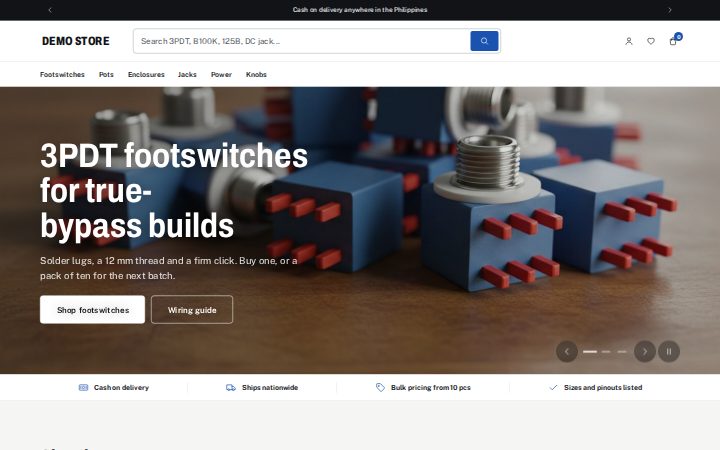 Cash on delivery anywhere in the Philippines
DEMO STORE
Search 3PDT, B100K, 125B, DC jack...
0
Footswitches Pots Enclosures Jacks Power Knobs
3PDT footswitches
for true-
bypass builds
Solder lugs, a 12 mm thread and a firm click. Buy one, or a
pack of ten for the next batch.
Shop footswitches Wiring guide
Cash on delivery Ships nationwide Bulk pricing from 10 pcs Sizes and pinouts listed